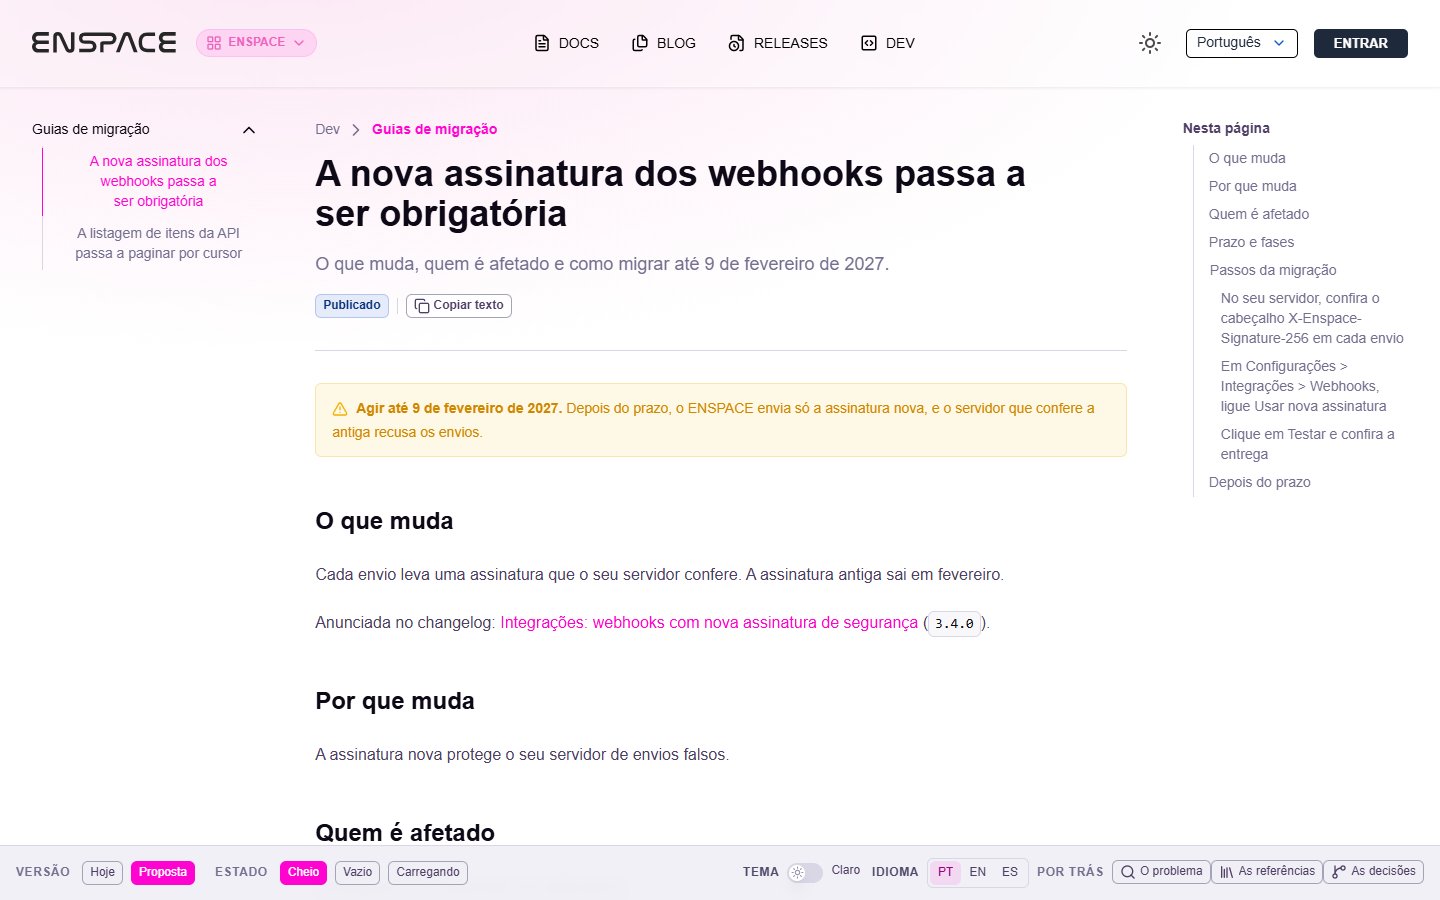 ENSPACE
ENSPACE
DOCS
BLOG
RELEASES
DEV
Português
ENTRAR
Guias de migração
A nova assinatura dos
webhooks passa a
ser obrigatória
A listagem de itens da API
passa a paginar por cursor
Dev
Guias de migração
A nova assinatura dos webhooks passa a
ser obrigatória
O que muda, quem é afetado e como migrar até 9 de fevereiro de 2027.
Publicado
Copiar texto
Agir até 9 de fevereiro de 2027. Depois do prazo, o ENSPACE envia só a assinatura nova, e o servidor que confere a
antiga recusa os envios.
O que muda
Cada envio leva uma assinatura que o seu servidor confere. A assinatura antiga sai em fevereiro.
Anunciada no changelog: Integrações: webhooks com nova assinatura de segurança (3.4.0).
Por que muda
A assinatura nova protege o seu servidor de envios falsos.
Quem é afetado
Nesta página
O que muda
Por que muda
Quem é afetado
Prazo e fases
Passos da migração
No seu servidor, confira o
cabeçalho X-Enspace-
Signature-256 em cada envio
Em Configurações >
Integrações > Webhooks,
ligue Usar nova assinatura
Clique em Testar e confira a
entrega
Depois do prazo
VERSÃO
Hoje
Proposta
ESTADO
Cheio
Vazio
Carregando
TEMA
Claro
IDIOMA
PT
EN
ES
POR TRÁS
O problema
As referências
As decisões